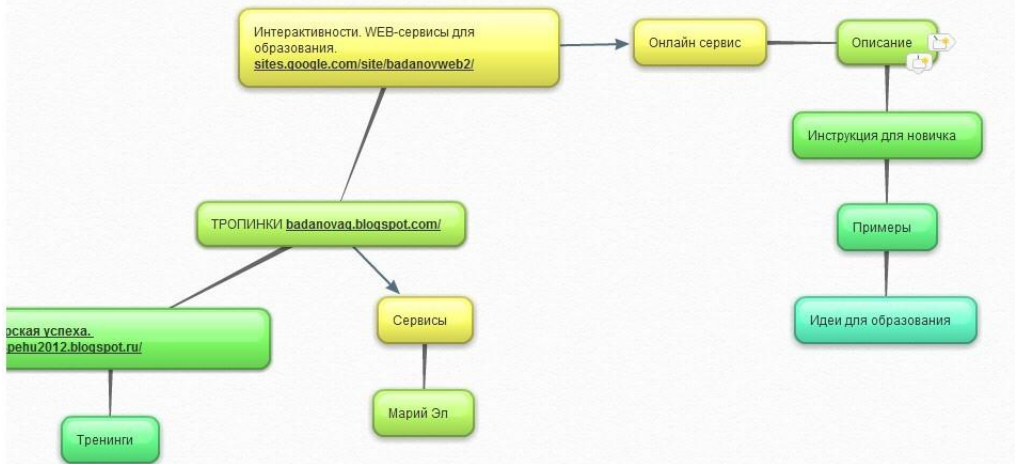 Интерактивности. WEB-сервисы для
образования.
sites.google.com/site/badanovweb2/
Онлайн сервис
Описание
Инструкция для новичка
ТРОПИНКИ badanovag.blogspot.com/
Примеры
успеха.
Сервисы
Идеи для образования
pehu2012.blogspot.ru/
Марий Эл
Тренинги